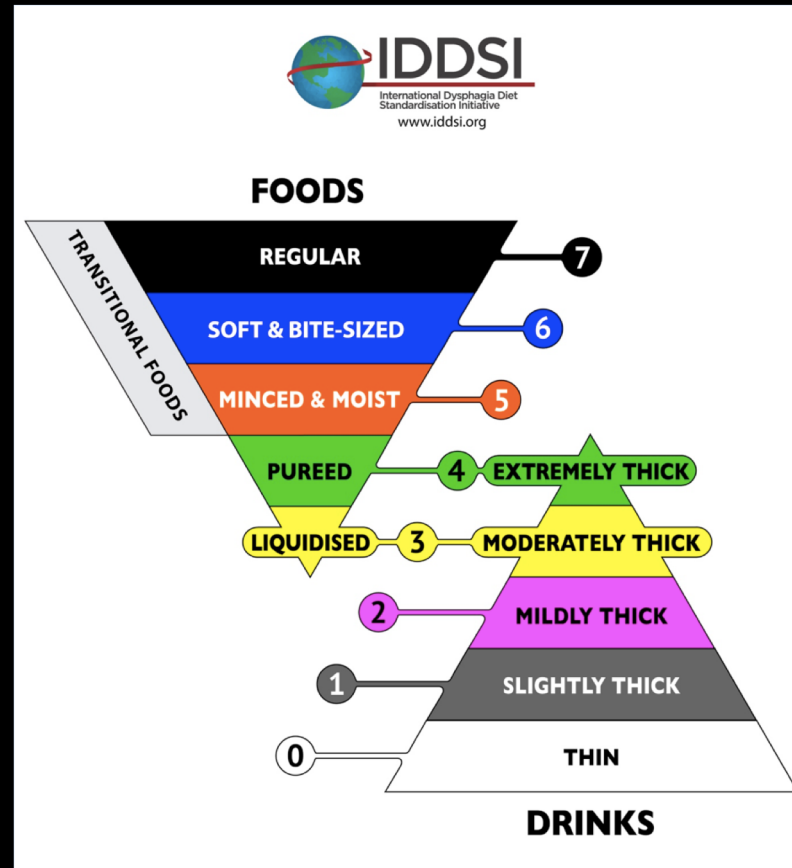 IDDSI
International Dysphagia Diet
Standardisation Initiative
www.iddsi.org
FOODS
TRANSITIONAL FOODS
REGULAR
7
SOFT & BITE-SIZED
6
MINCED & MOIST
5
PUREED
4
EXTREMELY THICK
LIQUIDISED
3
MODERATELY THICK
2
MILDLY THICK
1
SLIGHTLY THICK
0
THIN
DRINKS